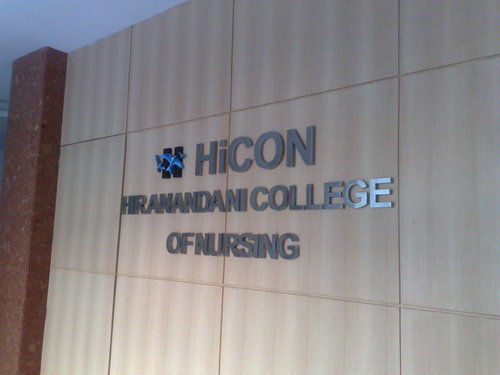 HiCON
HIRANANDANI COLLEGE
OF NURSING